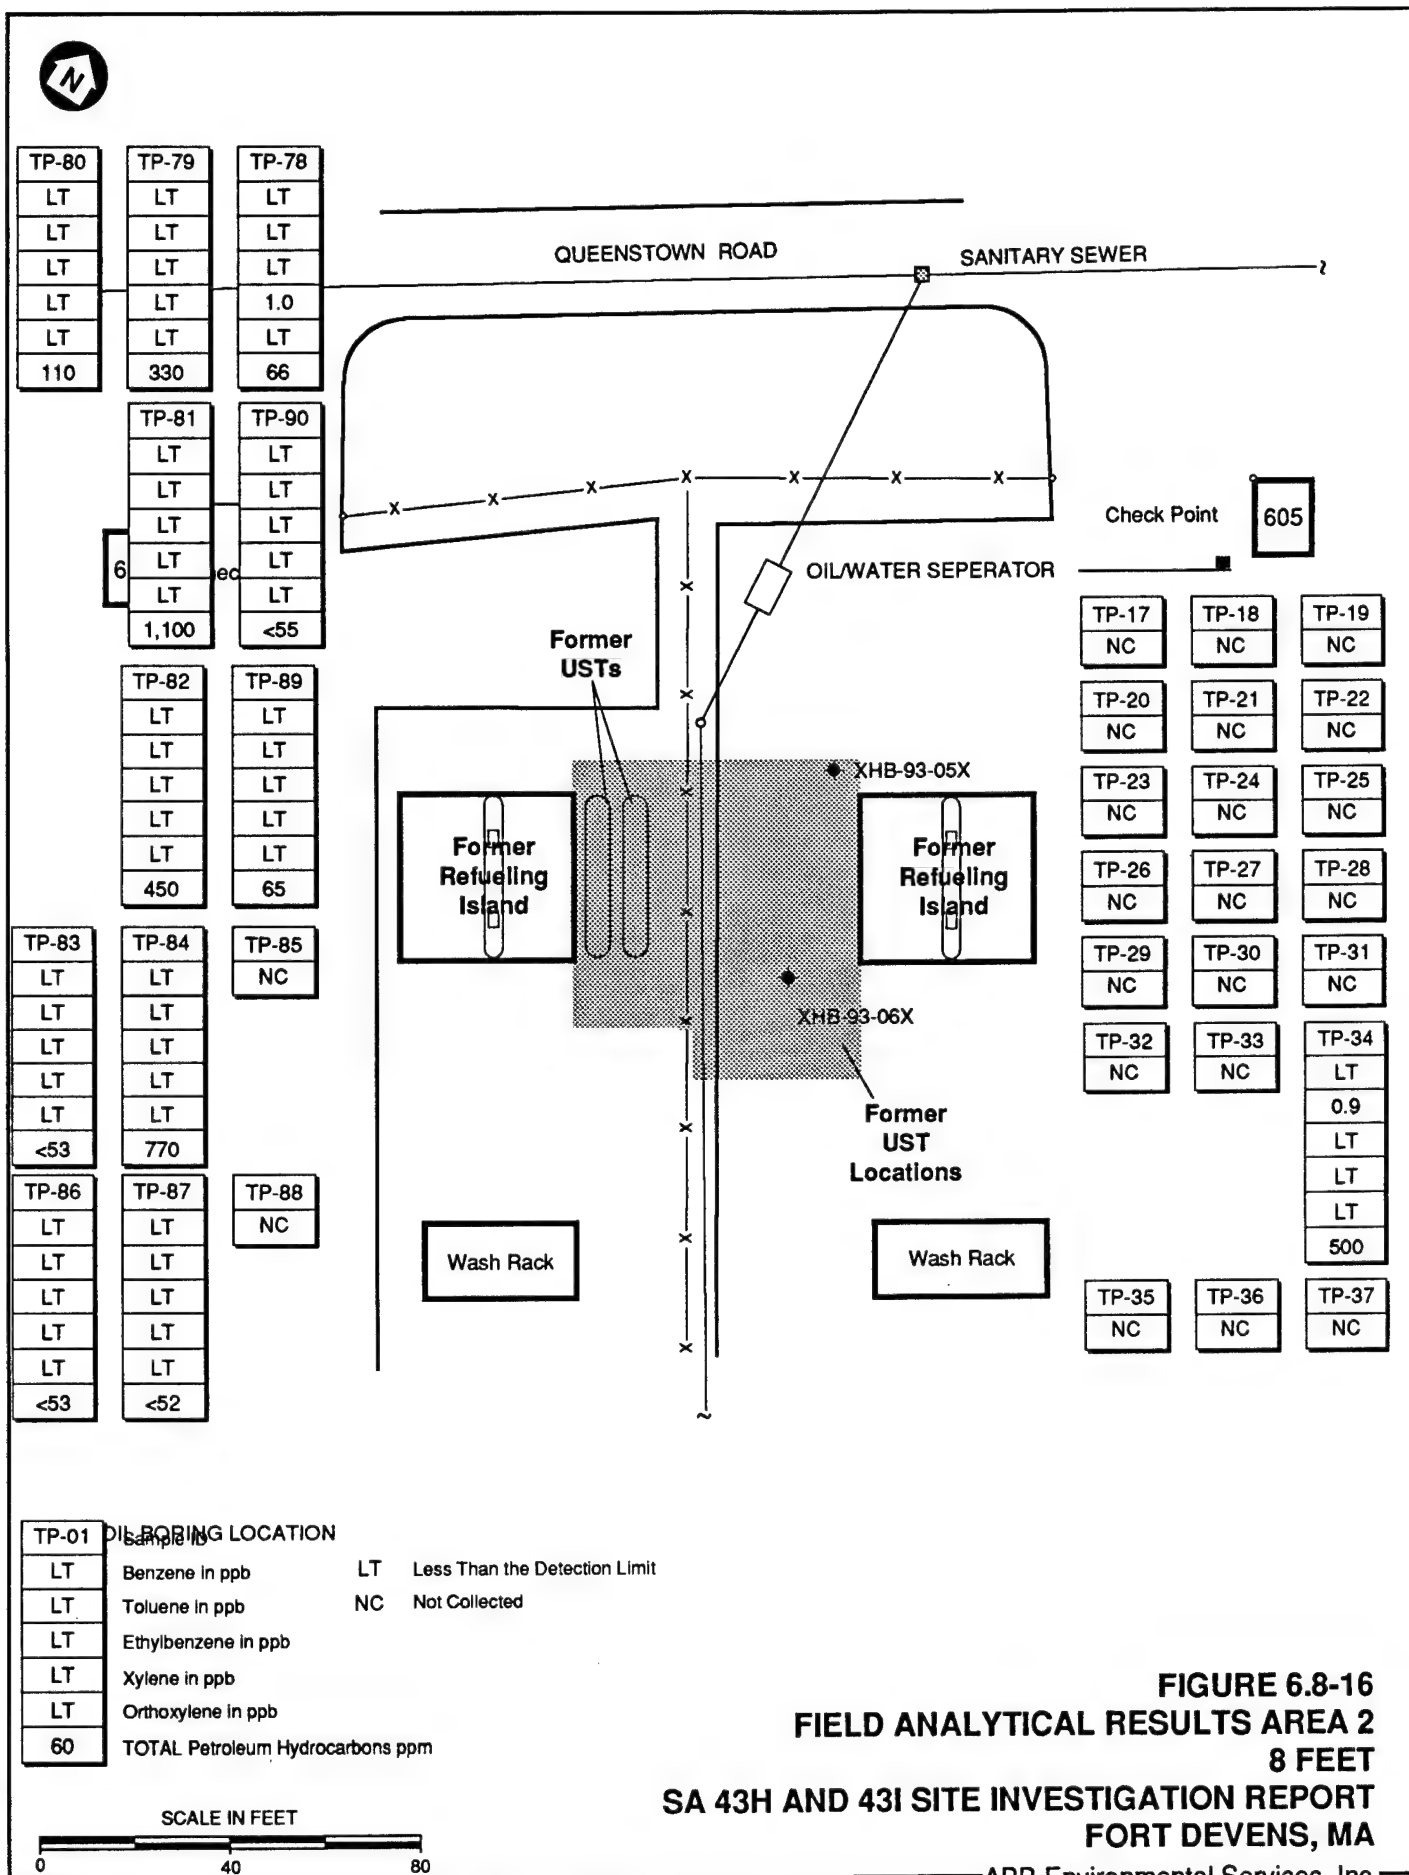 N
TP-80
LT
LT
LT
LT
LT
110
TP-79
LT
LT
LT
LT
LT
330
TP-78
LT
LT
LT
1.0
LT
66
QUEENSTOWN ROAD
SANITARY SEWER
~
TP-81
LT
LT
LT
LT
LT
1,100
TP-90
LT
LT
LT
LT
LT
<55
6
X X X X X X X
Check Point
605
OIL/WATER SEPERATOR
Former
USTs
TP-82
LT
LT
LT
LT
LT
450
TP-89
LT
LT
LT
LT
LT
65
TP-83
LT
LT
LT
LT
LT
<53
TP-84
LT
LT
LT
LT
LT
770
TP-85
NC
TP-86
LT
LT
LT
LT
LT
<53
TP-87
LT
LT
LT
LT
LT
<52
TP-88
NC
X
X
X
X
X
X
X
X
~
XHB-93-05X
Former
Refueling
Island
Former
Refueling
Island
XHB-93-06X
Former
UST
Locations
Wash Rack
Wash Rack
TP-17
NC
TP-18
NC
TP-19
NC
TP-20
NC
TP-21
NC
TP-22
NC
TP-23
NC
TP-24
NC
TP-25
NC
TP-26
NC
TP-27
NC
TP-28
NC
TP-29
NC
TP-30
NC
TP-31
NC
TP-32
NC
TP-33
NC
TP-34
LT
0.9
LT
LT
LT
500
TP-35
NC
TP-36
NC
TP-37
NC
BORING LOCATION
TP-01 Sample ID
LT Benzene in ppb
LT Toluene in ppb
LT Ethylbenzene in ppb
LT Xylene in ppb
LT Orthoxylene in ppb
60 TOTAL Petroleum Hydrocarbons ppm
LT Less Than the Detection Limit
NC Not Collected
SCALE IN FEET
0 40 80
FIGURE 6.8-16
FIELD ANALYTICAL RESULTS AREA 2
8 FEET
SA 43H AND 43I SITE INVESTIGATION REPORT
FORT DEVENS, MA
ABB Environmental Services, Inc.